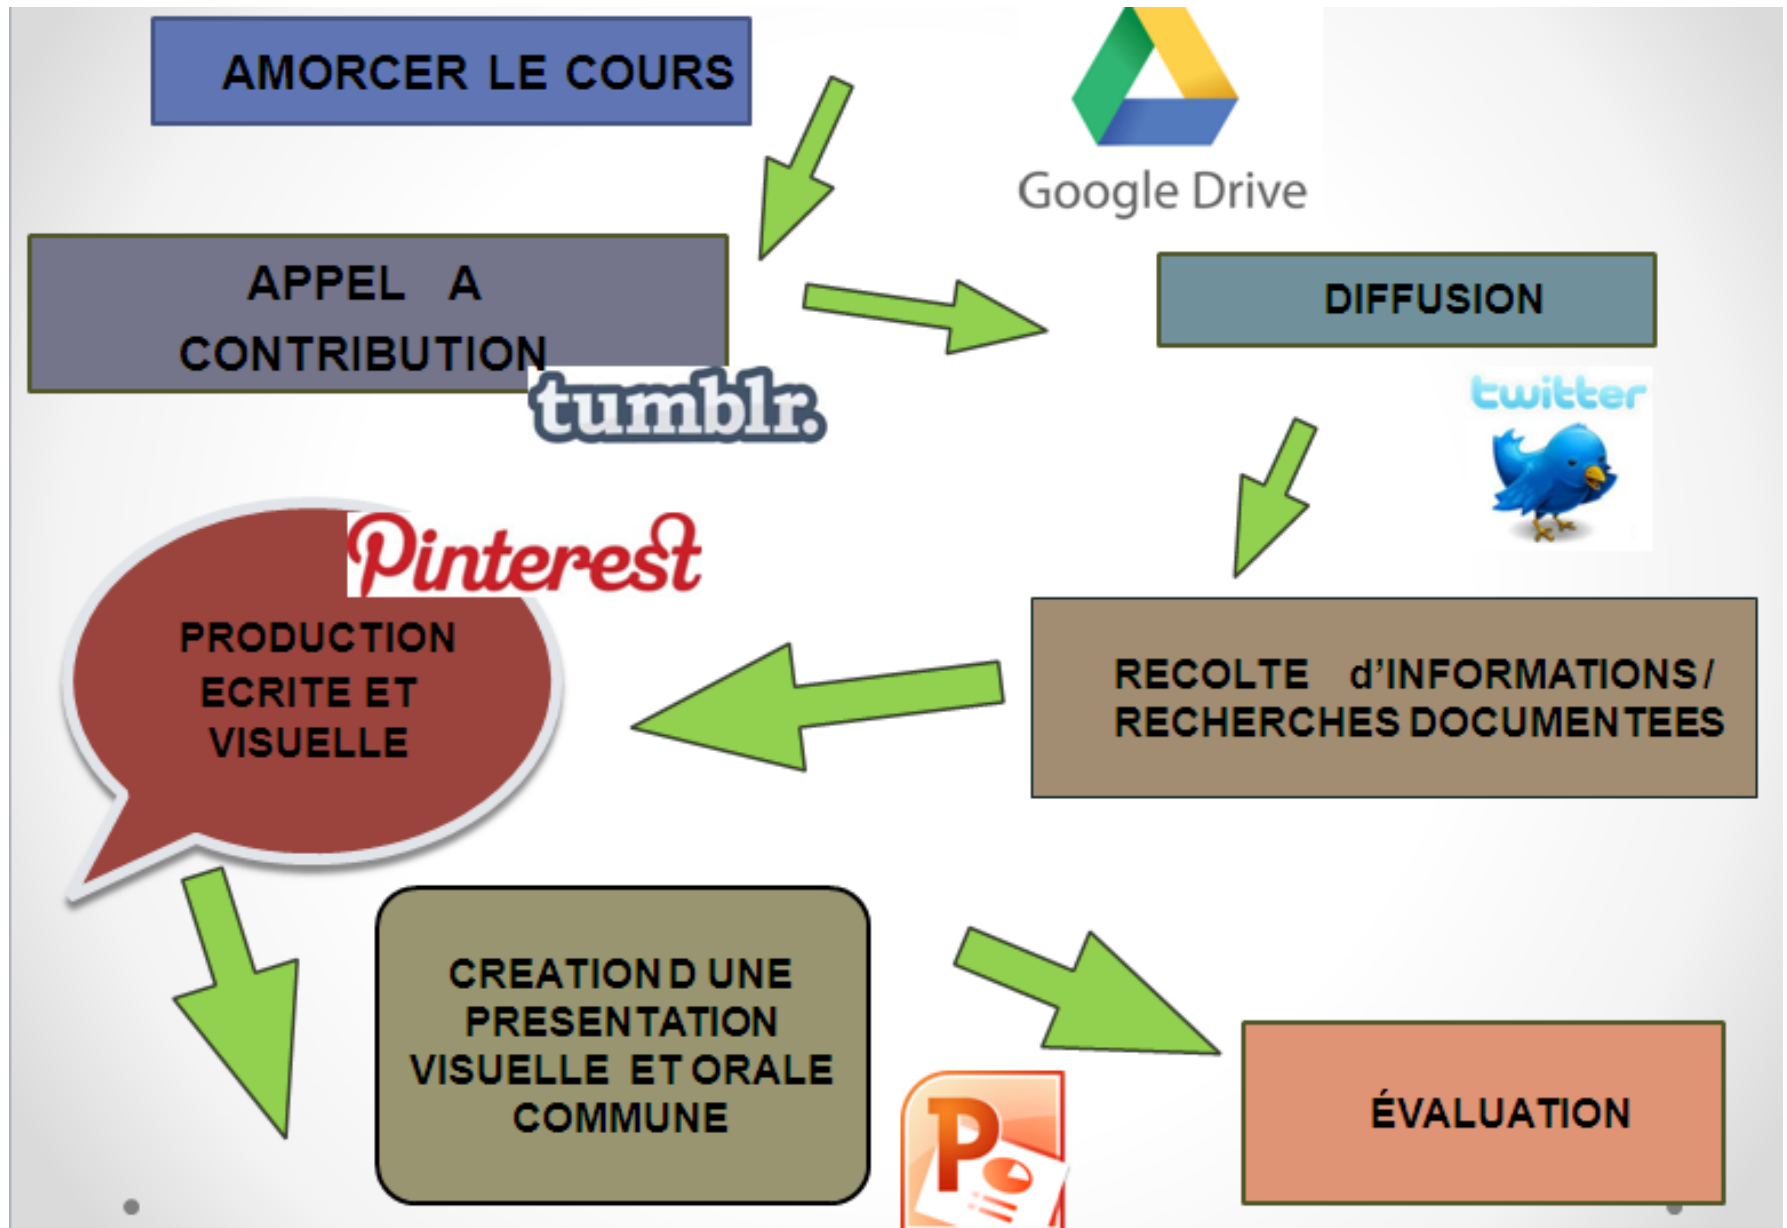 AMORCER LE COURS
Google Drive
APPEL A
CONTRIBUTION
tumblr.
DIFFUSION
twitter
Pinterest
PRODUCTION
ECRITE ET
VISUELLE
RECOLTE d'INFORMATIONS/
RECHERCHES DOCUMENTEES
CREATION D UNE
PRESENTATION
VISUELLE ET ORALE
COMMUNE
P
ÉVALUATION